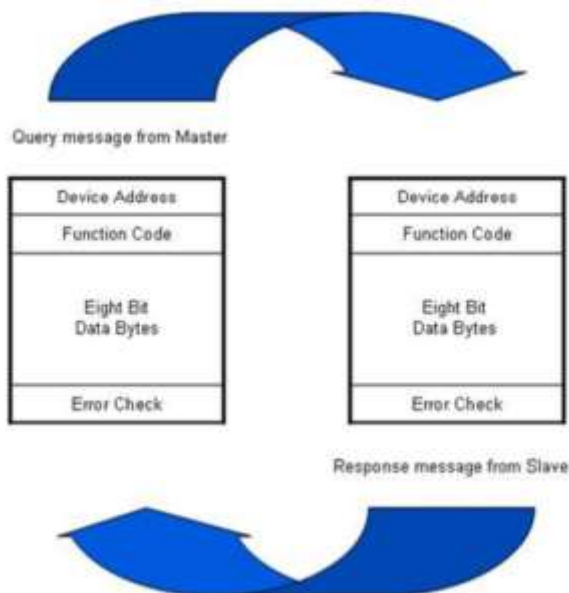 Query message from Master
Device Address
Function Code
Eight Bit
Data Bytes
Error Check
Device Address
Function Code
Eight Bit
Data Bytes
Error Check
Response message from Slave